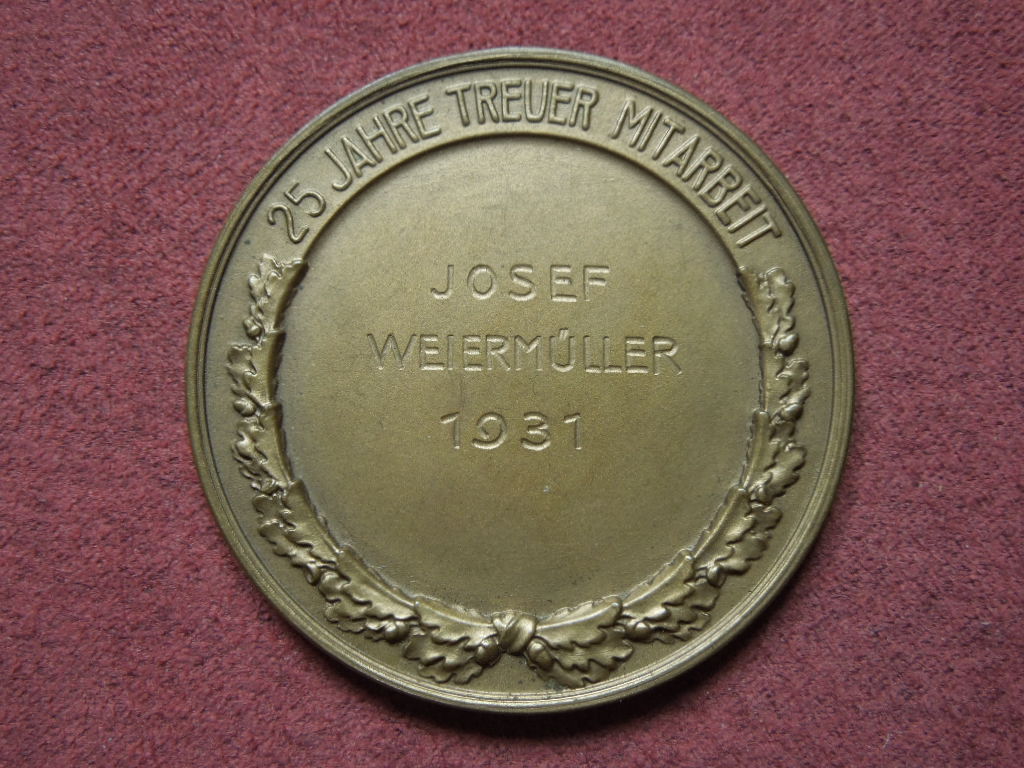 25 JAHRE TREUER MITARBEIT
JOSEF
WEIERMÜLLER
1931